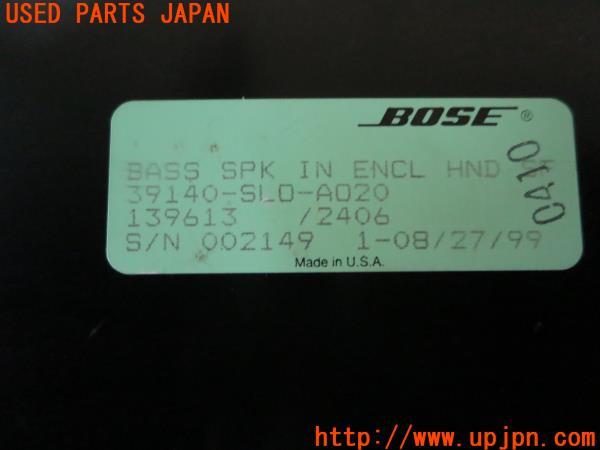 USED PARTS JAPAN
BOSE®
BASS SPK IN ENCL HND
39140-SL0-A020
139613 /2406
S/N 002149 1-08/27/99
0410
Made in U.S.A.
http://www.upjpn.com/